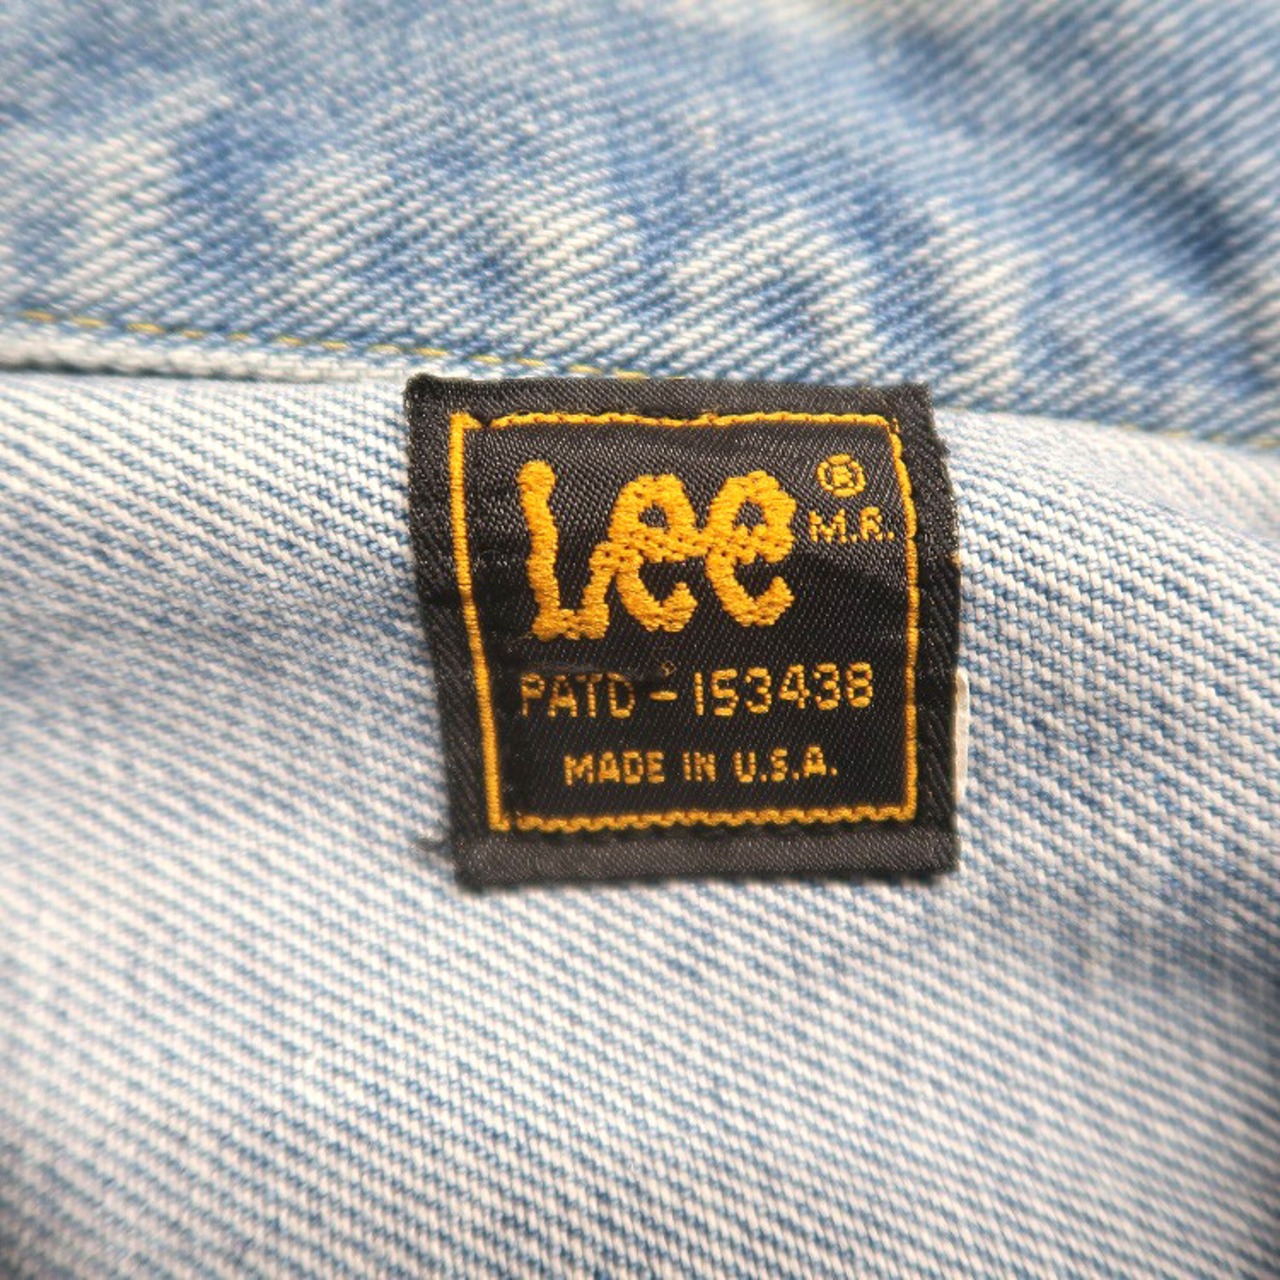 Lee ®
M.R.
PATD-153438
MADE IN U.S.A.